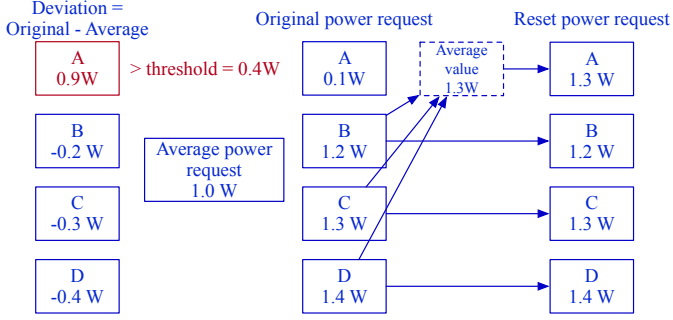 Deviation =
Original - Average
Original power request
Reset power request
A
0.9W
> threshold = 0.4W
A
0.1W
Average
value
1.3W
A
1.3 W
B
-0.2 W
Average power
request
1.0 W
B
1.2 W
B
1.2 W
C
-0.3 W
C
1.3 W
C
1.3 W
D
-0.4 W
D
1.4 W
D
1.4 W